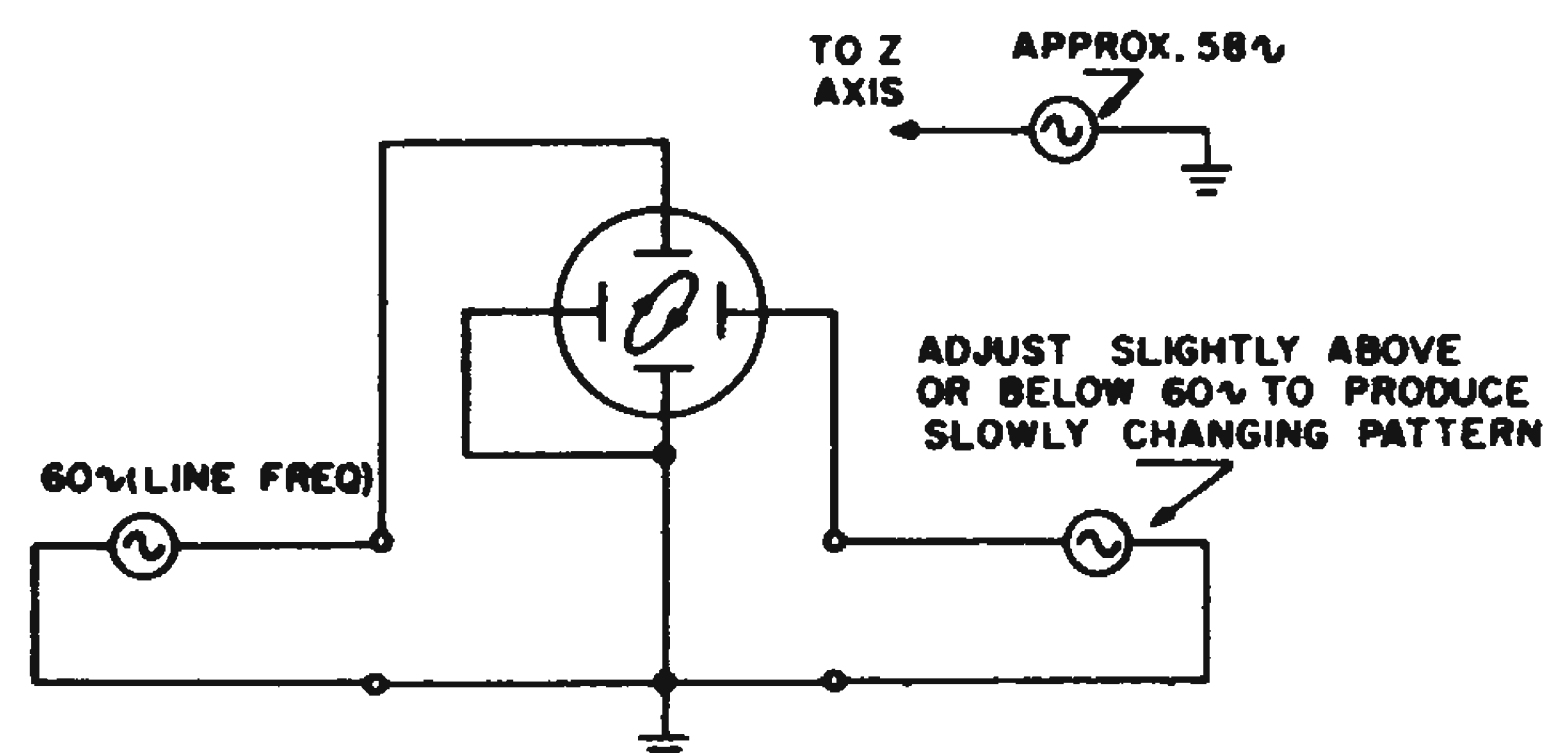 TO Z
AXIS
APPROX. 58∿
ADJUST SLIGHTLY ABOVE
OR BELOW 60∿ TO PRODUCE
SLOWLY CHANGING PATTERN
60∿(LINE FREQ)